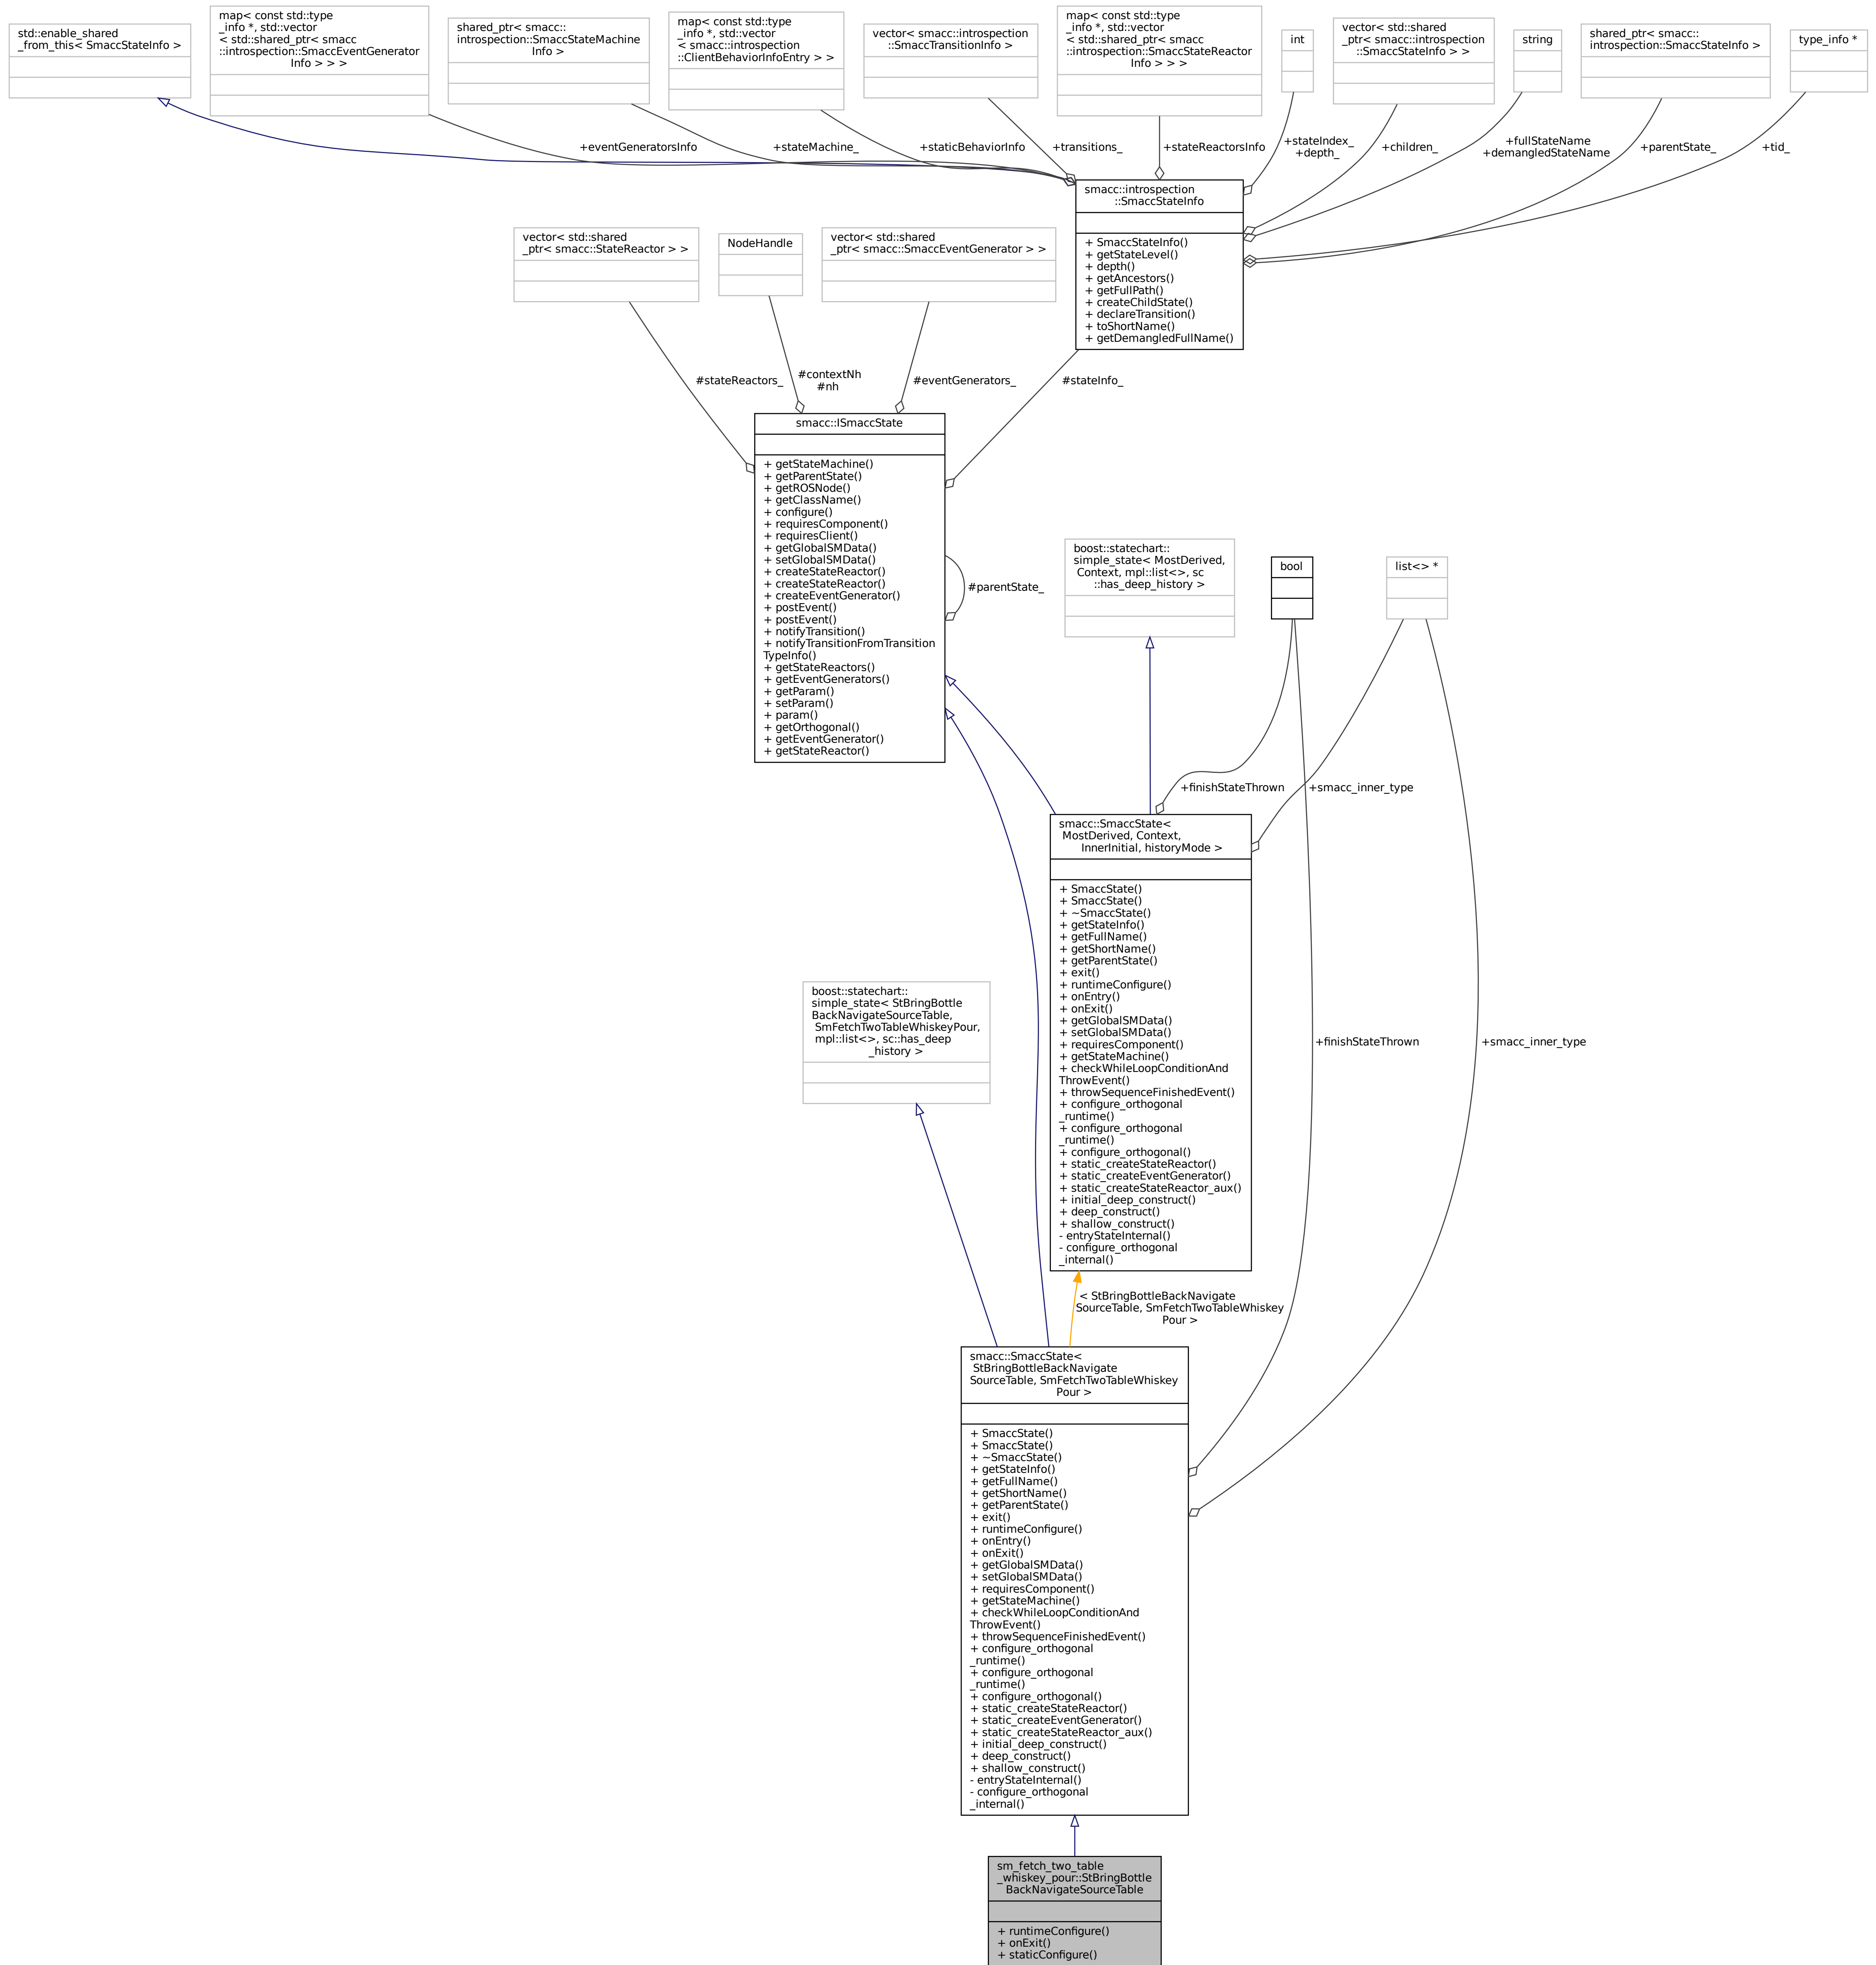 std::enable_shared
_from_this< SmaccStateInfo >
map< const std::type
_info *, std::vector
< std::shared_ptr< smacc
::introspection::SmaccEventGenerator
Info > > >
shared_ptr< smacc::
introspection::SmaccStateMachine
Info >
map< const std::type
_info *, std::vector
< smacc::introspection
::ClientBehaviorInfoEntry > >
vector< smacc::introspection
::SmaccTransitionInfo >
map< const std::type
_info *, std::vector
< std::shared_ptr< smacc
::introspection::SmaccStateReactor
Info > > >
int
vector< std::shared
_ptr< smacc::introspection
::SmaccStateInfo > >
string
shared_ptr< smacc::
introspection::SmaccStateInfo >
type_info *
+eventGeneratorsInfo
+stateMachine_
+staticBehaviorInfo
+transitions_
+stateReactorsInfo
+stateIndex_
+depth_
+children_
+fullStateName
+demangledStateName
+parentState_
+tid_
smacc::introspection
::SmaccStateInfo
+ SmaccStateInfo()
+ getStateLevel()
+ depth()
+ getAncestors()
+ getFullPath()
+ createChildState()
+ declareTransition()
+ toShortName()
+ getDemangledFullName()
vector< std::shared
_ptr< smacc::StateReactor > >
NodeHandle
vector< std::shared
_ptr< smacc::SmaccEventGenerator > >
#stateReactors_
#contextNh
#nh
#eventGenerators_
#stateInfo_
smacc::ISmaccState
+ getStateMachine()
+ getParentState()
+ getROSNode()
+ getClassName()
+ configure()
+ requiresComponent()
+ requiresClient()
+ getGlobalSMData()
+ setGlobalSMData()
+ createStateReactor()
+ createStateReactor()
+ createEventGenerator()
+ postEvent()
+ postEvent()
+ notifyTransition()
+ notifyTransitionFromTransition
TypeInfo()
+ getStateReactors()
+ getEventGenerators()
+ getParam()
+ setParam()
+ param()
+ getOrthogonal()
+ getEventGenerator()
+ getStateReactor()
#parentState_
boost::statechart::
simple_state< MostDerived,
Context, mpl::list<>, sc
::has_deep_history >
bool
list<> *
+finishStateThrown
+smacc_inner_type
smacc::SmaccState<
MostDerived, Context,
InnerInitial, historyMode >
+ SmaccState()
+ SmaccState()
+ ~SmaccState()
+ getStateInfo()
+ getFullName()
+ getShortName()
+ getParentState()
+ exit()
+ runtimeConfigure()
+ onEntry()
+ onExit()
+ getGlobalSMData()
+ setGlobalSMData()
+ requiresComponent()
+ getStateMachine()
+ checkWhileLoopConditionAnd
ThrowEvent()
+ throwSequenceFinishedEvent()
+ configure_orthogonal
_runtime()
+ configure_orthogonal
_runtime()
+ configure_orthogonal()
+ static_createStateReactor()
+ static_createEventGenerator()
+ static_createStateReactor_aux()
+ initial_deep_construct()
+ deep_construct()
+ shallow_construct()
- entryStateInternal()
- configure_orthogonal
_internal()
boost::statechart::
simple_state< StBringBottle
BackNavigateSourceTable,
SmFetchTwoTableWhiskeyPour,
mpl::list<>, sc::has_deep
_history >
+finishStateThrown
+smacc_inner_type
< StBringBottleBackNavigate
SourceTable, SmFetchTwoTableWhiskey
Pour >
smacc::SmaccState<
StBringBottleBackNavigate
SourceTable, SmFetchTwoTableWhiskey
Pour >
+ SmaccState()
+ SmaccState()
+ ~SmaccState()
+ getStateInfo()
+ getFullName()
+ getShortName()
+ getParentState()
+ exit()
+ runtimeConfigure()
+ onEntry()
+ onExit()
+ getGlobalSMData()
+ setGlobalSMData()
+ requiresComponent()
+ getStateMachine()
+ checkWhileLoopConditionAnd
ThrowEvent()
+ throwSequenceFinishedEvent()
+ configure_orthogonal
_runtime()
+ configure_orthogonal
_runtime()
+ configure_orthogonal()
+ static_createStateReactor()
+ static_createEventGenerator()
+ static_createStateReactor_aux()
+ initial_deep_construct()
+ deep_construct()
+ shallow_construct()
- entryStateInternal()
- configure_orthogonal
_internal()
sm_fetch_two_table
_whiskey_pour::StBringBottle
BackNavigateSourceTable
+ runtimeConfigure()
+ onExit()
+ staticConfigure()